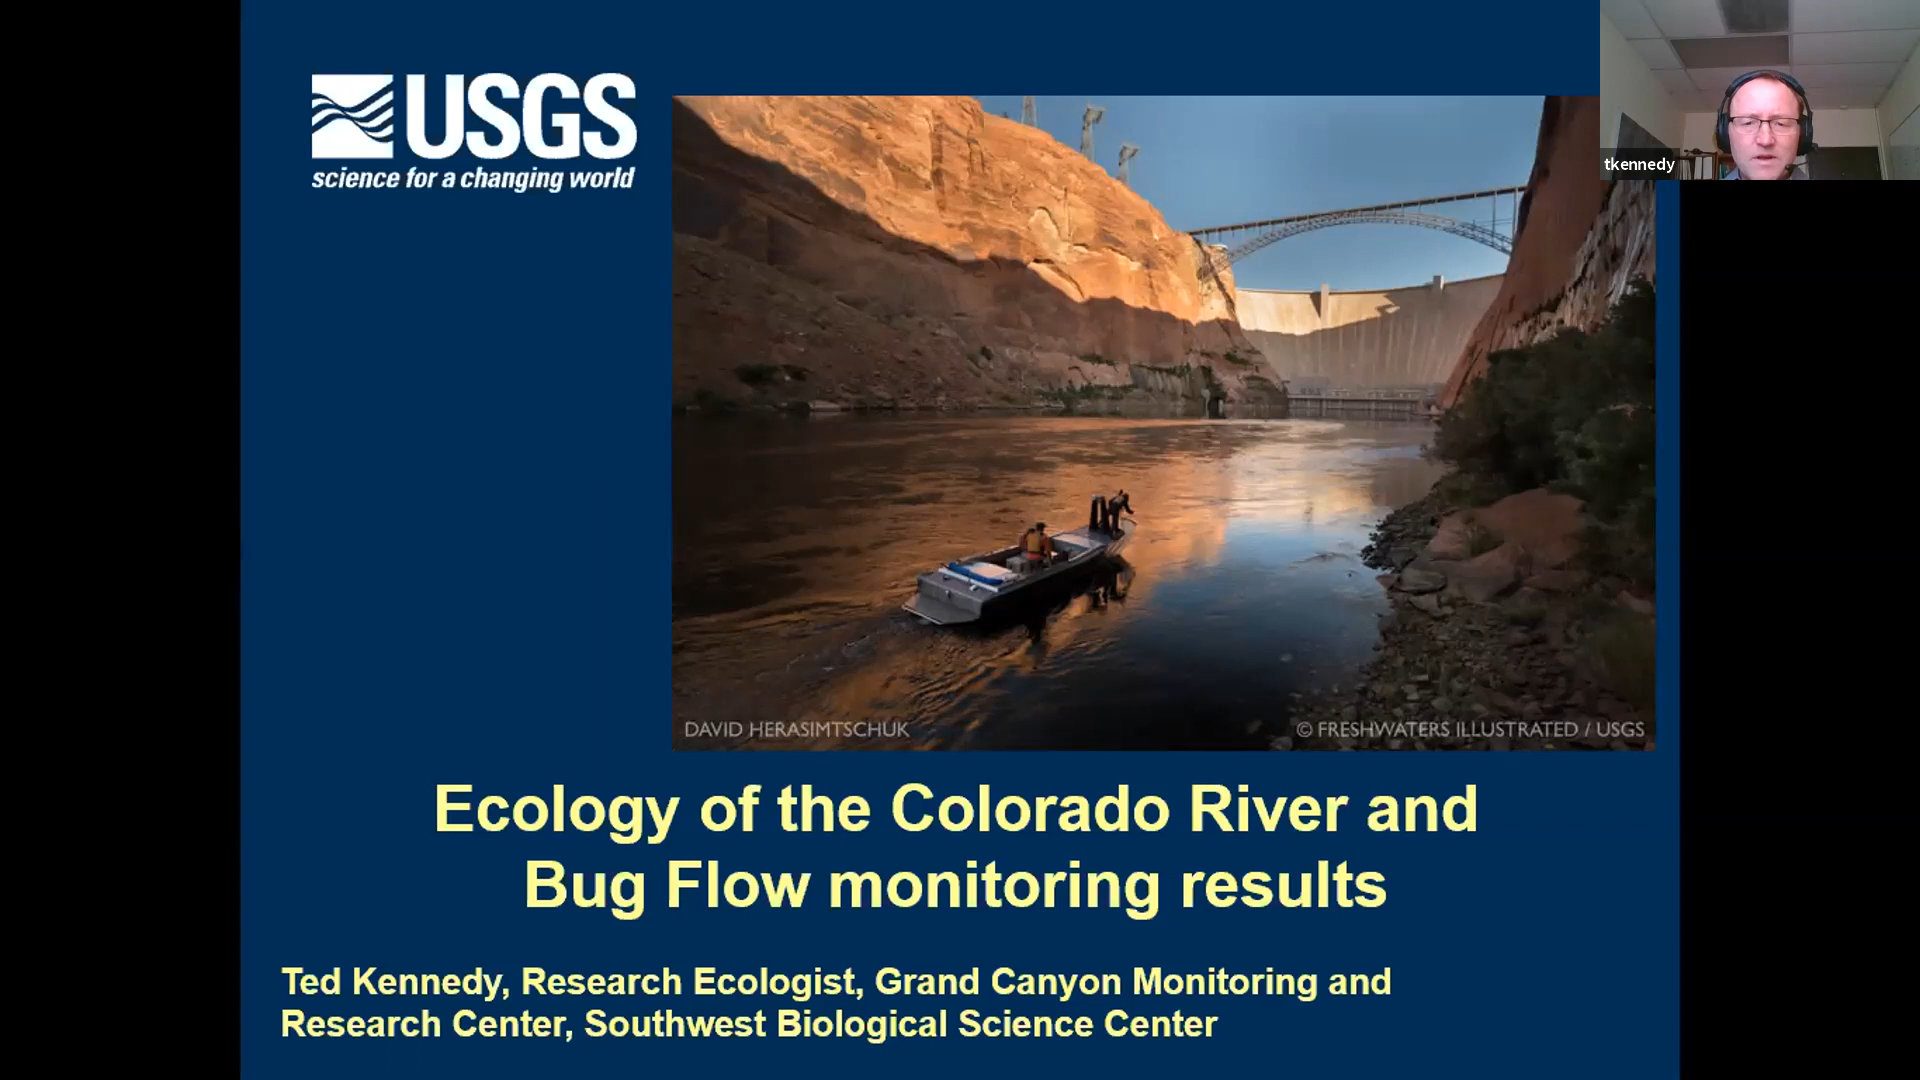 USGS
science for a changing world
tkennedy
DAVID HERASIMTSCHUK
© FRESHWATERS ILLUSTRATED / USGS
Ecology of the Colorado River and
Bug Flow monitoring results
Ted Kennedy, Research Ecologist, Grand Canyon Monitoring and
Research Center, Southwest Biological Science Center